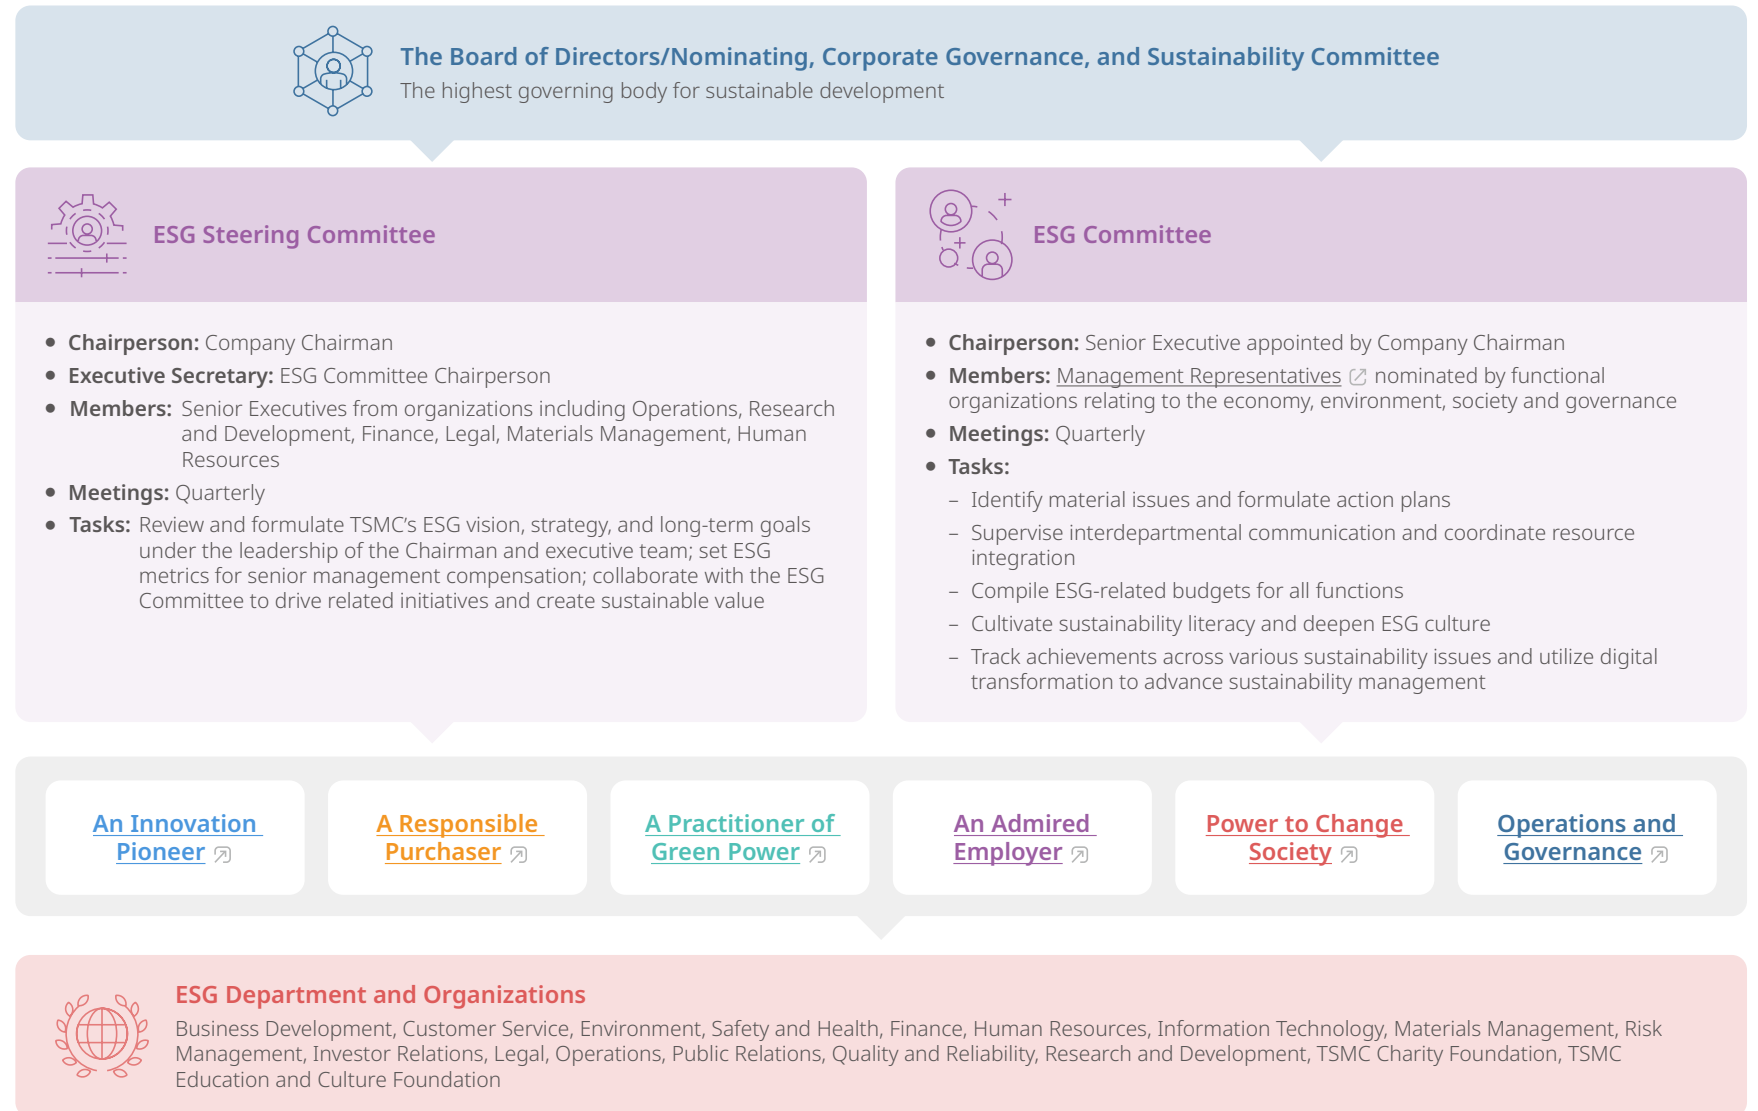 The Board of Directors/Nominating, Corporate Governance, and Sustainability Committee
The highest governing body for sustainable development
ESG Steering Committee
• Chairperson: Company Chairman
• Executive Secretary: ESG Committee Chairperson
• Members: Senior Executives from organizations including Operations, Research
and Development, Finance, Legal, Materials Management, Human
Resources
• Meetings: Quarterly
• Tasks: Review and formulate TSMC’s ESG vision, strategy, and long-term goals
under the leadership of the Chairman and executive team; set ESG
metrics for senior management compensation; collaborate with the ESG
Committee to drive related initiatives and create sustainable value
ESG Committee
• Chairperson: Senior Executive appointed by Company Chairman
• Members: Management Representatives nominated by functional
organizations relating to the economy, environment, society and governance
• Meetings: Quarterly
• Tasks:
– Identify material issues and formulate action plans
– Supervise interdepartmental communication and coordinate resource
integration
– Compile ESG-related budgets for all functions
– Cultivate sustainability literacy and deepen ESG culture
– Track achievements across various sustainability issues and utilize digital
transformation to advance sustainability management
An Innovation
Pioneer
A Responsible
Purchaser
A Practitioner of
Green Power
An Admired
Employer
Power to Change
Society
Operations and
Governance
ESG Department and Organizations
Business Development, Customer Service, Environment, Safety and Health, Finance, Human Resources, Information Technology, Materials Management, Risk
Management, Investor Relations, Legal, Operations, Public Relations, Quality and Reliability, Research and Development, TSMC Charity Foundation, TSMC
Education and Culture Foundation